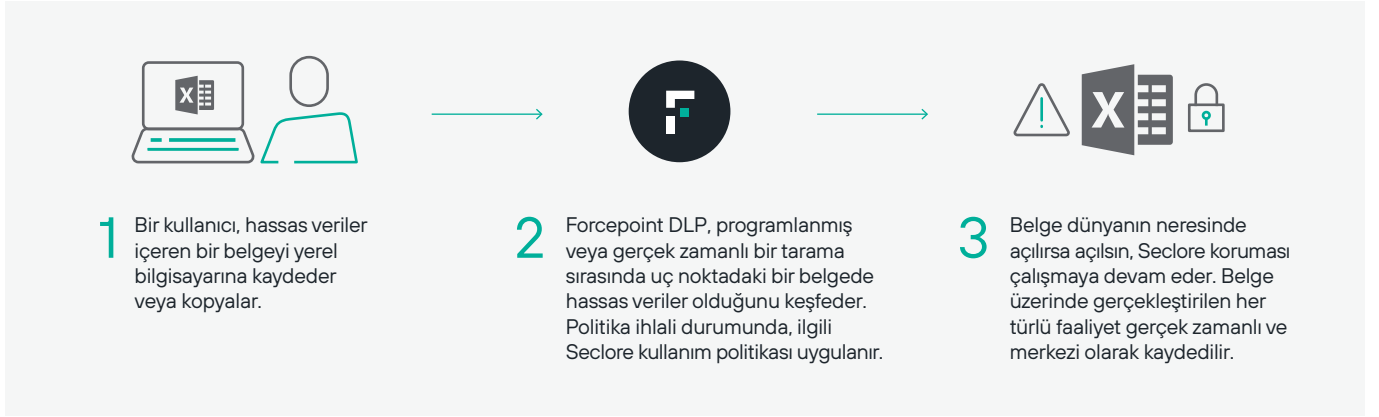 X
F
X
1
Bir kullanıcı, hassas veriler
içeren bir belgeyi yerel
bilgisayarına kaydeder
veya kopyalar.
2
Forcepoint DLP, programlanmış
veya gerçek zamanlı bir tarama
sırasında uç noktadaki bir belgede
hassas veriler olduğunu keşfeder.
Politika ihlali durumunda, ilgili
Seclore kullanım politikası uygulanır.
3
Belge dünyanın neresinde
açılırsa açılsın, Seclore koruması
çalışmaya devam eder. Belge
üzerinde gerçekleştirilen her
türlü faaliyet gerçek zamanlı ve
merkezi olarak kaydedilir.